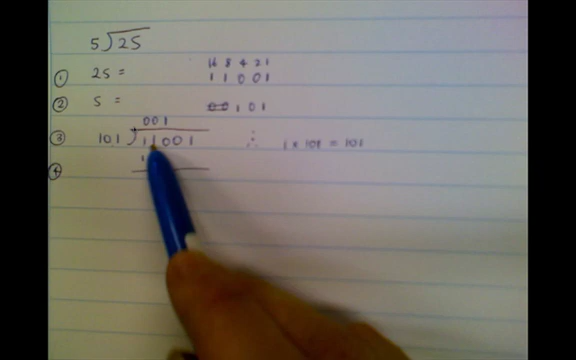 5)25
16 8 4 2 1
① 25 = 1 1 0 0 1
② 5 = 1 0 1
001
③ 101)11001 ∴ 1 x 101 = 101
④ 1